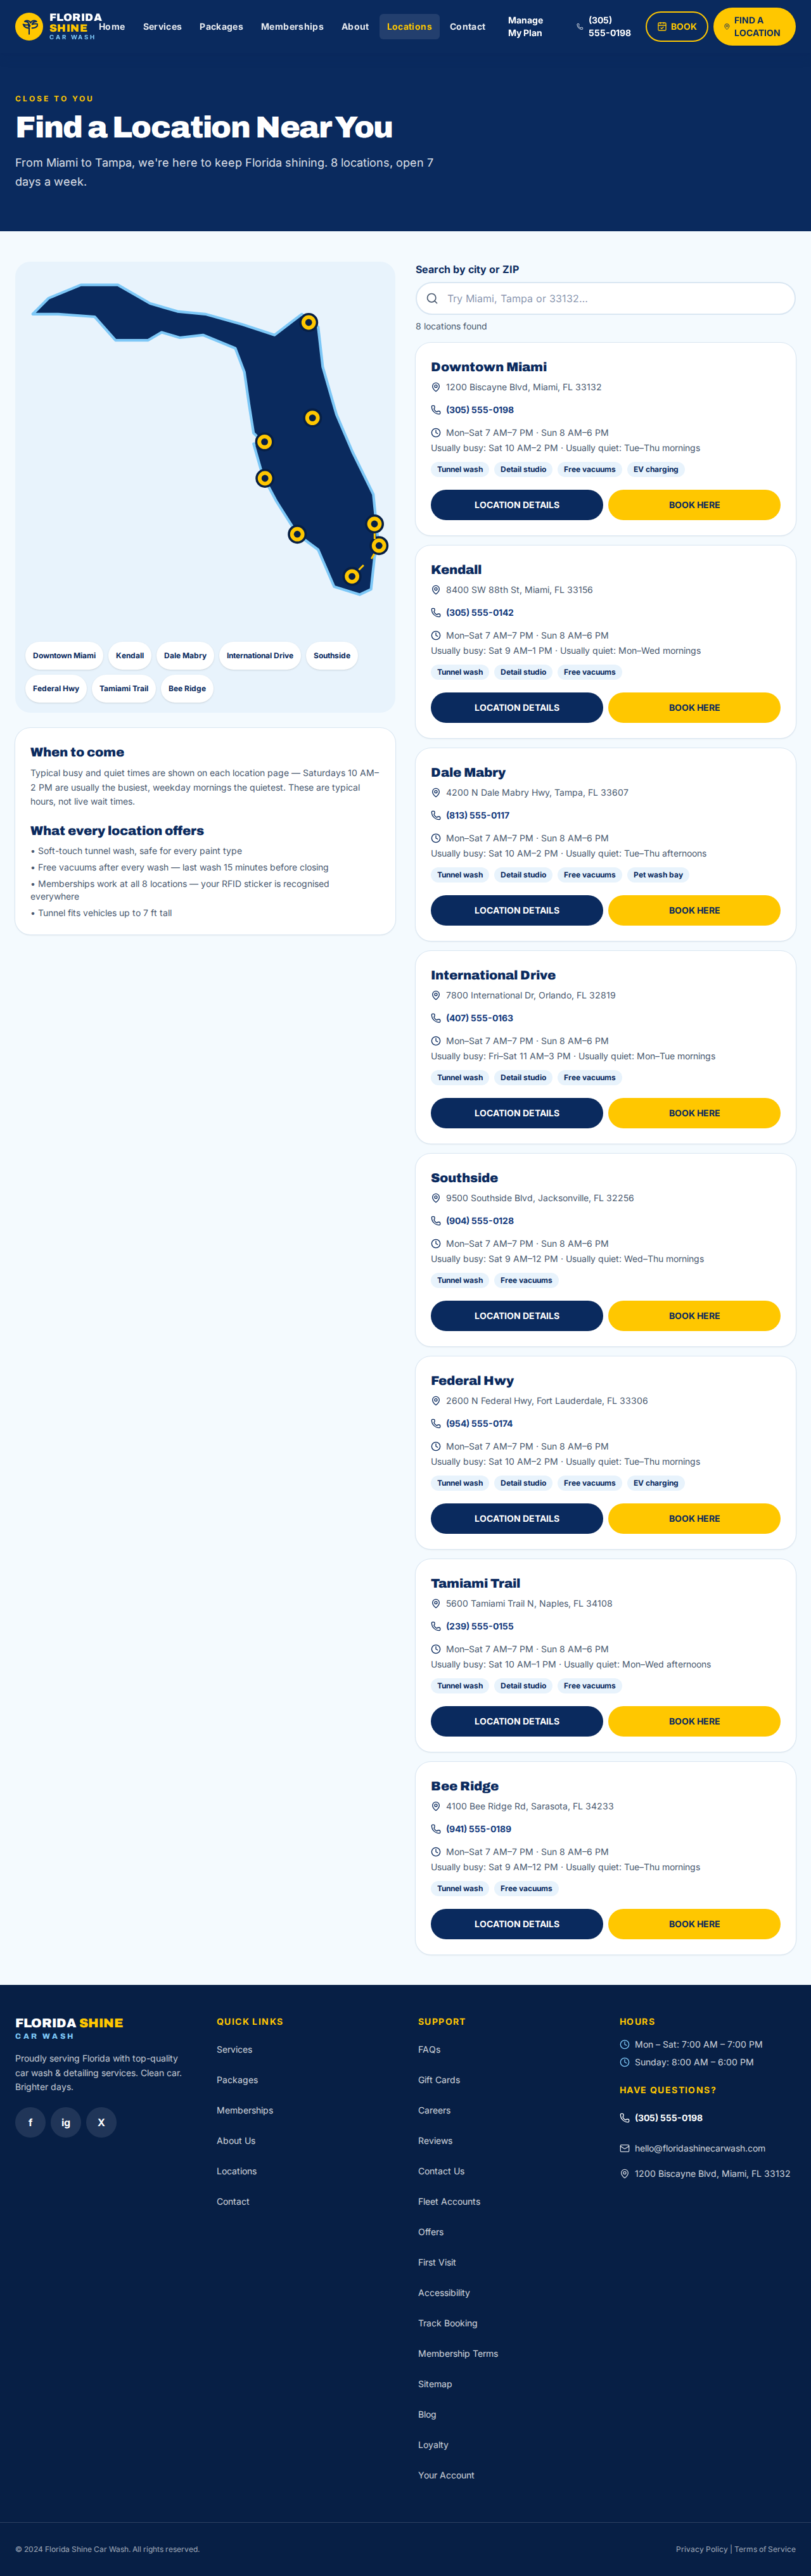 FLORIDA
SHINE
CAR WASH
Home
Services
Packages
Memberships
About
Locations
Contact
Manage
My Plan
(305)
555-0198
BOOK
FIND A
LOCATION
CLOSE TO YOU
Find a Location Near You
From Miami to Tampa, we're here to keep Florida shining. 8 locations, open 7
days a week.
Downtown Miami
Kendall
Dale Mabry
International Drive
Southside
Federal Hwy
Tamiami Trail
Bee Ridge
When to come
Typical busy and quiet times are shown on each location page — Saturdays 10 AM–
2 PM are usually the busiest, weekday mornings the quietest. These are typical
hours, not live wait times.
What every location offers
• Soft-touch tunnel wash, safe for every paint type
• Free vacuums after every wash — last wash 15 minutes before closing
• Memberships work at all 8 locations — your RFID sticker is recognised
everywhere
• Tunnel fits vehicles up to 7 ft tall
Search by city or ZIP
Try Miami, Tampa or 33132...
8 locations found
Downtown Miami
1200 Biscayne Blvd, Miami, FL 33132
(305) 555-0198
Mon–Sat 7 AM–7 PM · Sun 8 AM–6 PM
Usually busy: Sat 10 AM–2 PM · Usually quiet: Tue–Thu mornings
Tunnel wash
Detail studio
Free vacuums
EV charging
LOCATION DETAILS
BOOK HERE
Kendall
8400 SW 88th St, Miami, FL 33156
(305) 555-0142
Mon–Sat 7 AM–7 PM · Sun 8 AM–6 PM
Usually busy: Sat 9 AM–1 PM · Usually quiet: Mon–Wed mornings
Tunnel wash
Detail studio
Free vacuums
LOCATION DETAILS
BOOK HERE
Dale Mabry
4200 N Dale Mabry Hwy, Tampa, FL 33607
(813) 555-0117
Mon–Sat 7 AM–7 PM · Sun 8 AM–6 PM
Usually busy: Sat 10 AM–2 PM · Usually quiet: Tue–Thu afternoons
Tunnel wash
Detail studio
Free vacuums
Pet wash bay
LOCATION DETAILS
BOOK HERE
International Drive
7800 International Dr, Orlando, FL 32819
(407) 555-0163
Mon–Sat 7 AM–7 PM · Sun 8 AM–6 PM
Usually busy: Fri–Sat 11 AM–3 PM · Usually quiet: Mon–Tue mornings
Tunnel wash
Detail studio
Free vacuums
LOCATION DETAILS
BOOK HERE
Southside
9500 Southside Blvd, Jacksonville, FL 32256
(904) 555-0128
Mon–Sat 7 AM–7 PM · Sun 8 AM–6 PM
Usually busy: Sat 9 AM–12 PM · Usually quiet: Wed–Thu mornings
Tunnel wash
Free vacuums
LOCATION DETAILS
BOOK HERE
Federal Hwy
2600 N Federal Hwy, Fort Lauderdale, FL 33306
(954) 555-0174
Mon–Sat 7 AM–7 PM · Sun 8 AM–6 PM
Usually busy: Sat 10 AM–2 PM · Usually quiet: Tue–Thu mornings
Tunnel wash
Detail studio
Free vacuums
EV charging
LOCATION DETAILS
BOOK HERE
Tamiami Trail
5600 Tamiami Trail N, Naples, FL 34108
(239) 555-0155
Mon–Sat 7 AM–7 PM · Sun 8 AM–6 PM
Usually busy: Sat 10 AM–1 PM · Usually quiet: Mon–Wed afternoons
Tunnel wash
Detail studio
Free vacuums
LOCATION DETAILS
BOOK HERE
Bee Ridge
4100 Bee Ridge Rd, Sarasota, FL 34233
(941) 555-0189
Mon–Sat 7 AM–7 PM · Sun 8 AM–6 PM
Usually busy: Sat 9 AM–12 PM · Usually quiet: Tue–Thu mornings
Tunnel wash
Free vacuums
LOCATION DETAILS
BOOK HERE
FLORIDA SHINE
CAR WASH
Proudly serving Florida with top-quality
car wash & detailing services. Clean car.
Brighter days.
f
ig
X
QUICK LINKS
Services
Packages
Memberships
About Us
Locations
Contact
SUPPORT
FAQs
Gift Cards
Careers
Reviews
Contact Us
Fleet Accounts
Offers
First Visit
Accessibility
Track Booking
Membership Terms
Sitemap
Blog
Loyalty
Your Account
HOURS
Mon – Sat: 7:00 AM – 7:00 PM
Sunday: 8:00 AM – 6:00 PM
HAVE QUESTIONS?
(305) 555-0198
hello@floridashinecarwash.com
1200 Biscayne Blvd, Miami, FL 33132
© 2024 Florida Shine Car Wash. All rights reserved.
Privacy Policy | Terms of Service